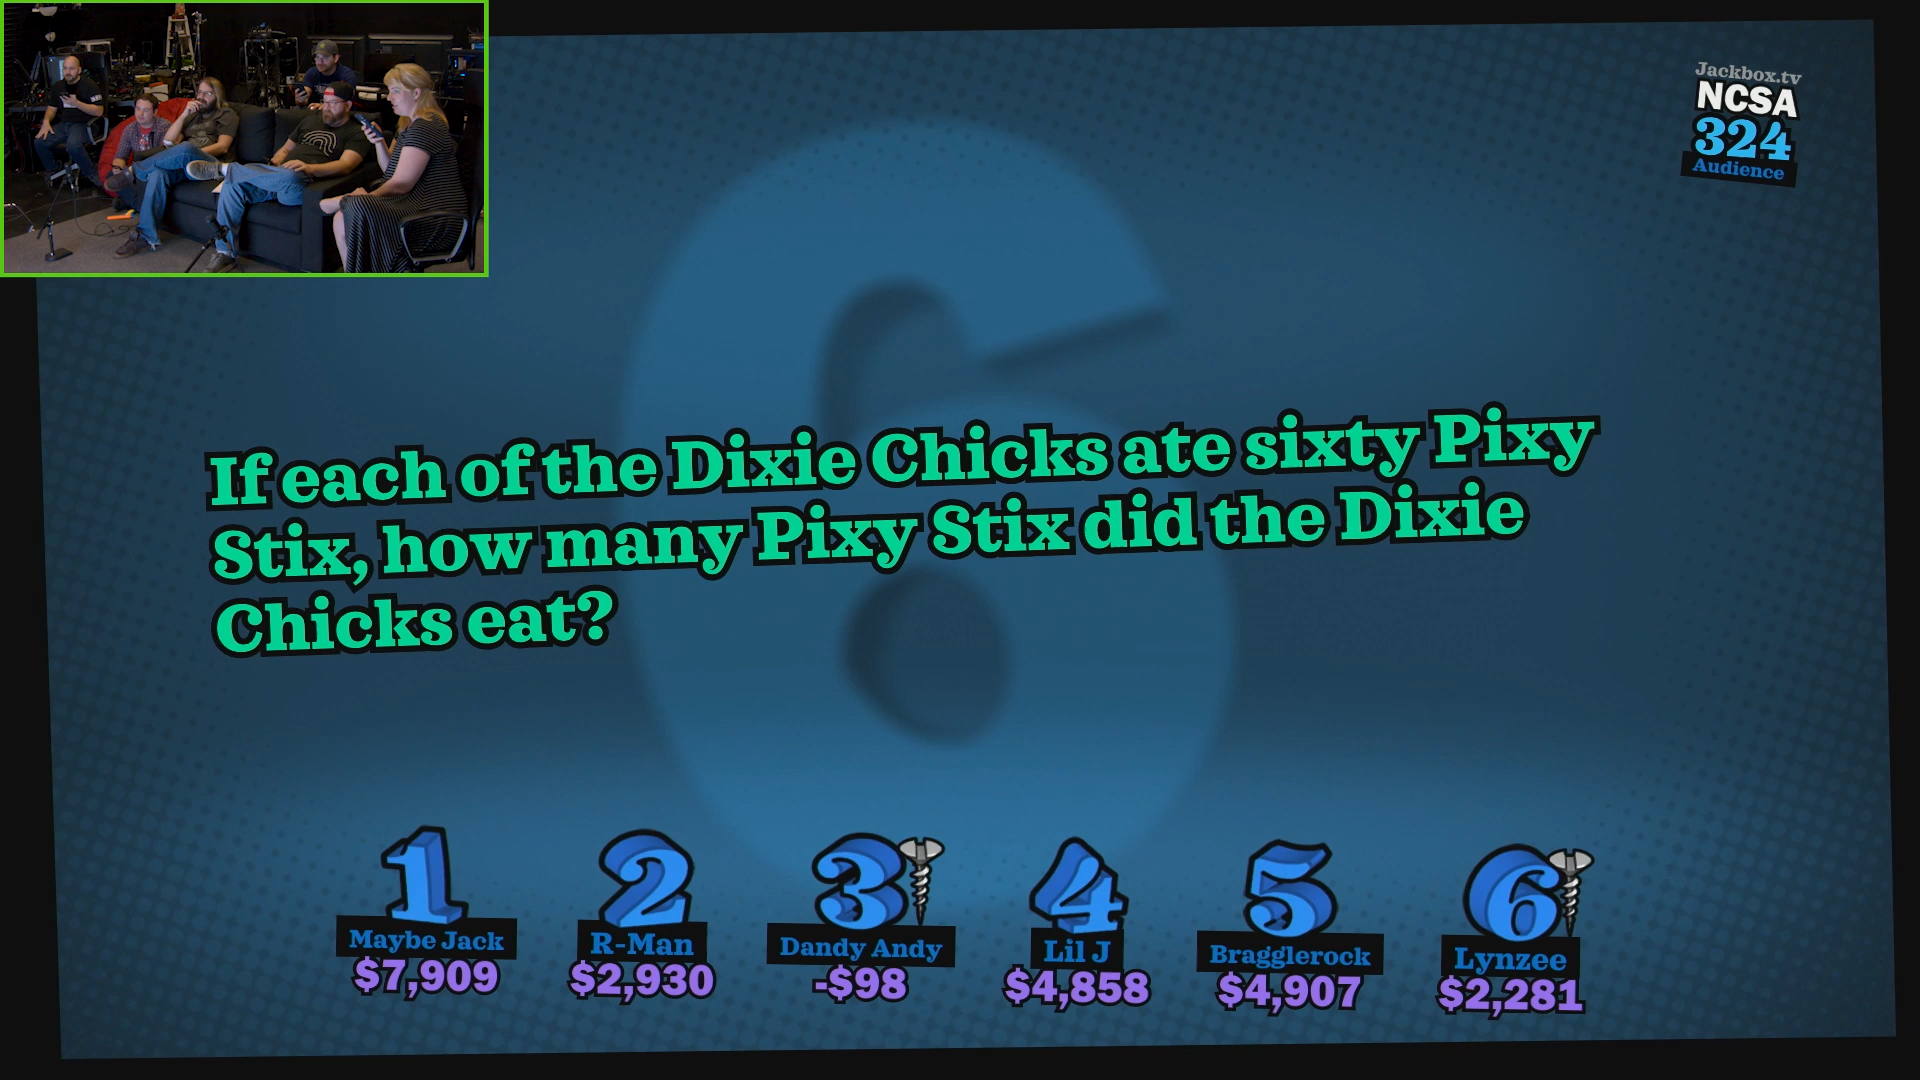 Jackbox.tv
NCSA
324
Audience
If each of the Dixie Chicks ate sixty Pixy
Stix, how many Pixy Stix did the Dixie
Chicks eat?
1
Maybe Jack
$7,909
2
R-Man
$2,930
3
Dandy Andy
-$98
4
Lil J
$4,858
5
Bragglerock
$4,907
6
Lynzee
$2,281
6